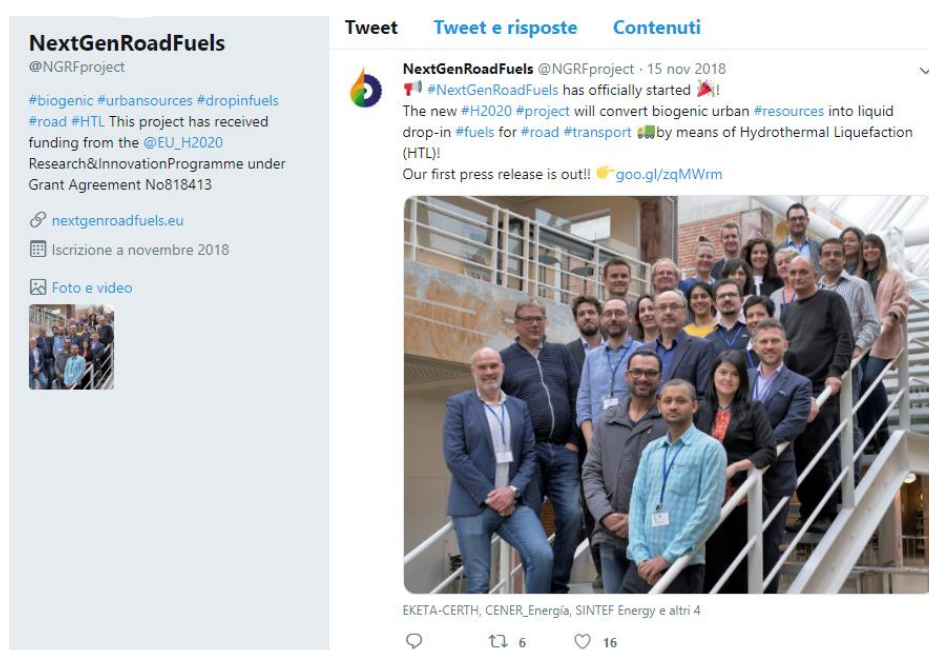 NextGenRoadFuels
@NGRFproject
#biogenic #urbansources #dropinfuels
#road #HTL This project has received
funding from the @EU_H2020
Research&InnovationProgramme under
Grant Agreement No818413
nextgenroadfuels.eu
Iscrizione a novembre 2018
Foto e video
Tweet Tweet e risposte Contenuti
NextGenRoadFuels @NGRFproject · 15 nov 2018
#NextGenRoadFuels has officially started !
The new #H2020 #project will convert biogenic urban #resources into liquid
drop-in #fuels for #road #transport by means of Hydrothermal Liquefaction
(HTL)!
Our first press release is out!! goo.gl/zqMWrm
EKETA-CERTH, CENER_Energía, SINTEF Energy e altri 4
6 16